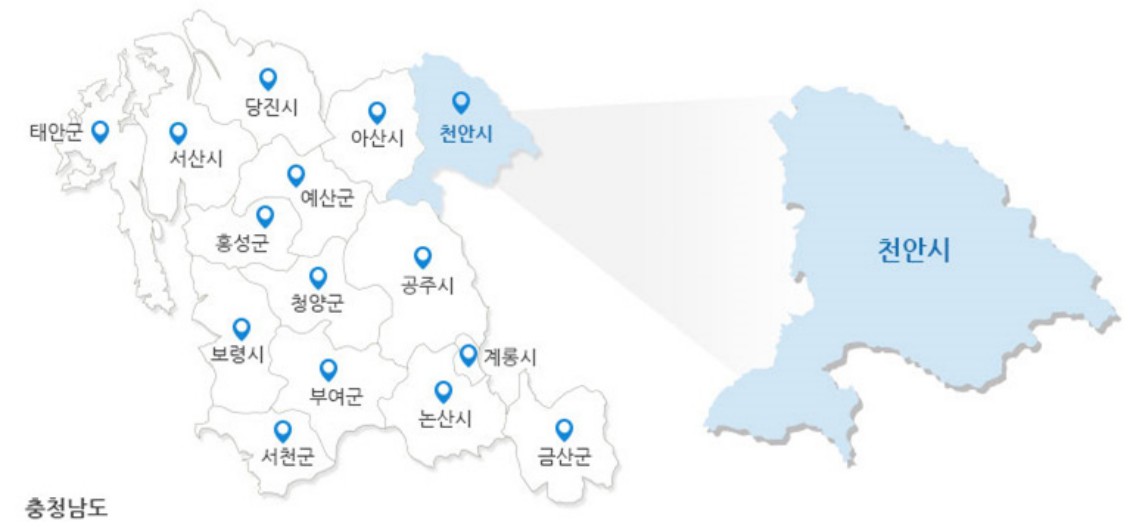 당진시
태안군
아산시
천안시
서산시
예산군
홍성군
천안시
공주시
청양군
보령시
계롱시
부여군
논산시
서천군
금산군
충청남도